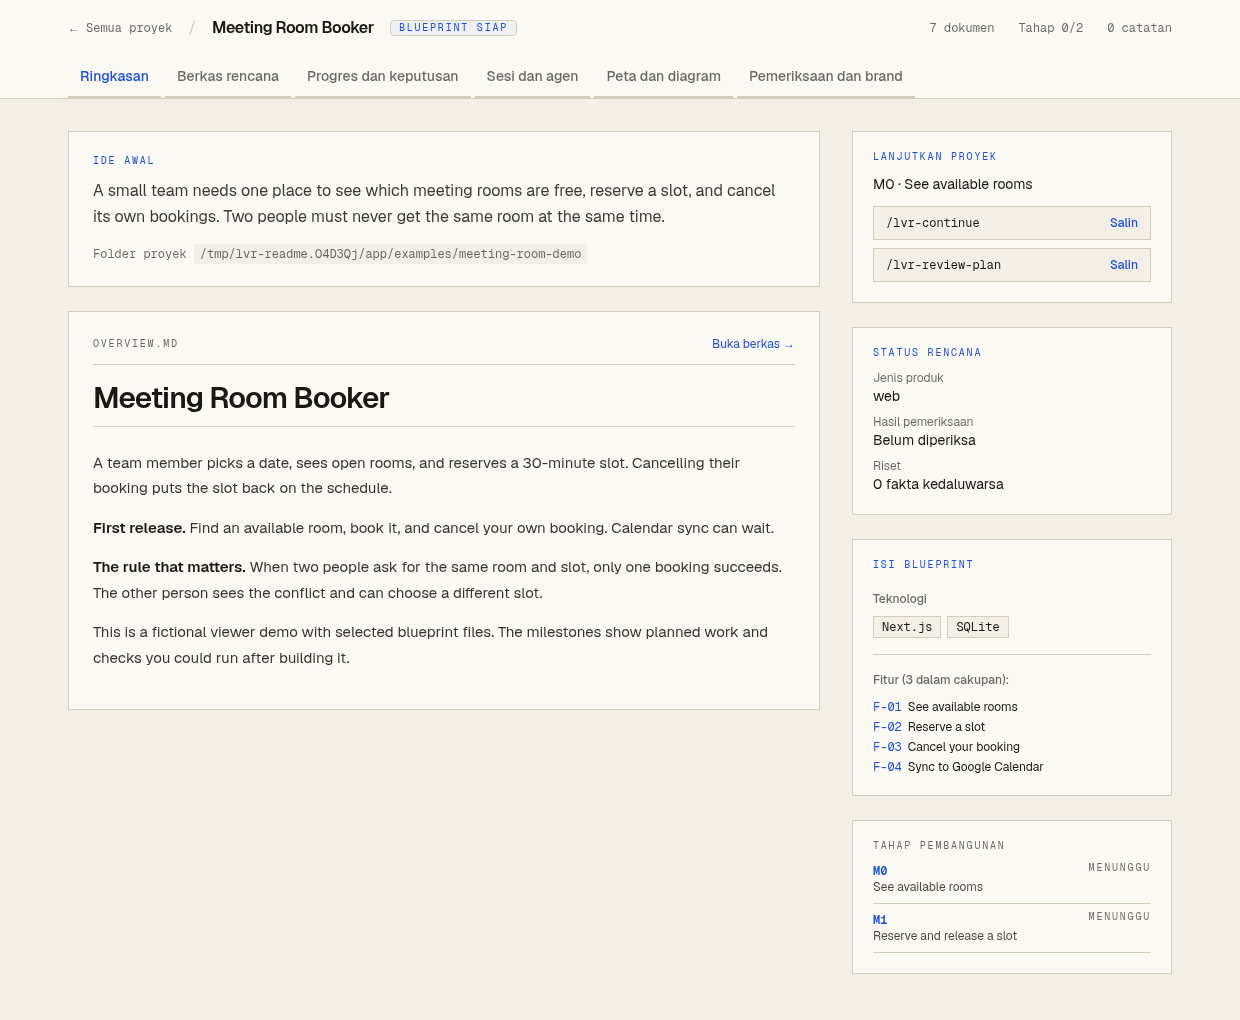 ← Semua proyek / Meeting Room Booker BLUEPRINT SIAP 7 dokumen Tahap 0/2 0 catatan
Ringkasan Berkas rencana Progres dan keputusan Sesi dan agen Peta dan diagram Pemeriksaan dan brand
IDE AWAL
A small team needs one place to see which meeting rooms are free, reserve a slot, and cancel
its own bookings. Two people must never get the same room at the same time.
Folder proyek /tmp/lvr-readme.O4D3Qj/app/examples/meeting-room-demo
OVERVIEW.MD Buka berkas →
Meeting Room Booker
A team member picks a date, sees open rooms, and reserves a 30-minute slot. Cancelling their
booking puts the slot back on the schedule.
First release. Find an available room, book it, and cancel your own booking. Calendar sync can wait.
The rule that matters. When two people ask for the same room and slot, only one booking succeeds.
The other person sees the conflict and can choose a different slot.
This is a fictional viewer demo with selected blueprint files. The milestones show planned work and
checks you could run after building it.
LANJUTKAN PROYEK
M0 · See available rooms
/lvr-continue Salin
/lvr-review-plan Salin
STATUS RENCANA
Jenis produk
web
Hasil pemeriksaan
Belum diperiksa
Riset
0 fakta kedaluwarsa
ISI BLUEPRINT
Teknologi
Next.js SQLite
Fitur (3 dalam cakupan):
F-01 See available rooms
F-02 Reserve a slot
F-03 Cancel your booking
F-04 Sync to Google Calendar
TAHAP PEMBANGUNAN
M0 MENUNGGU
See available rooms
M1 MENUNGGU
Reserve and release a slot